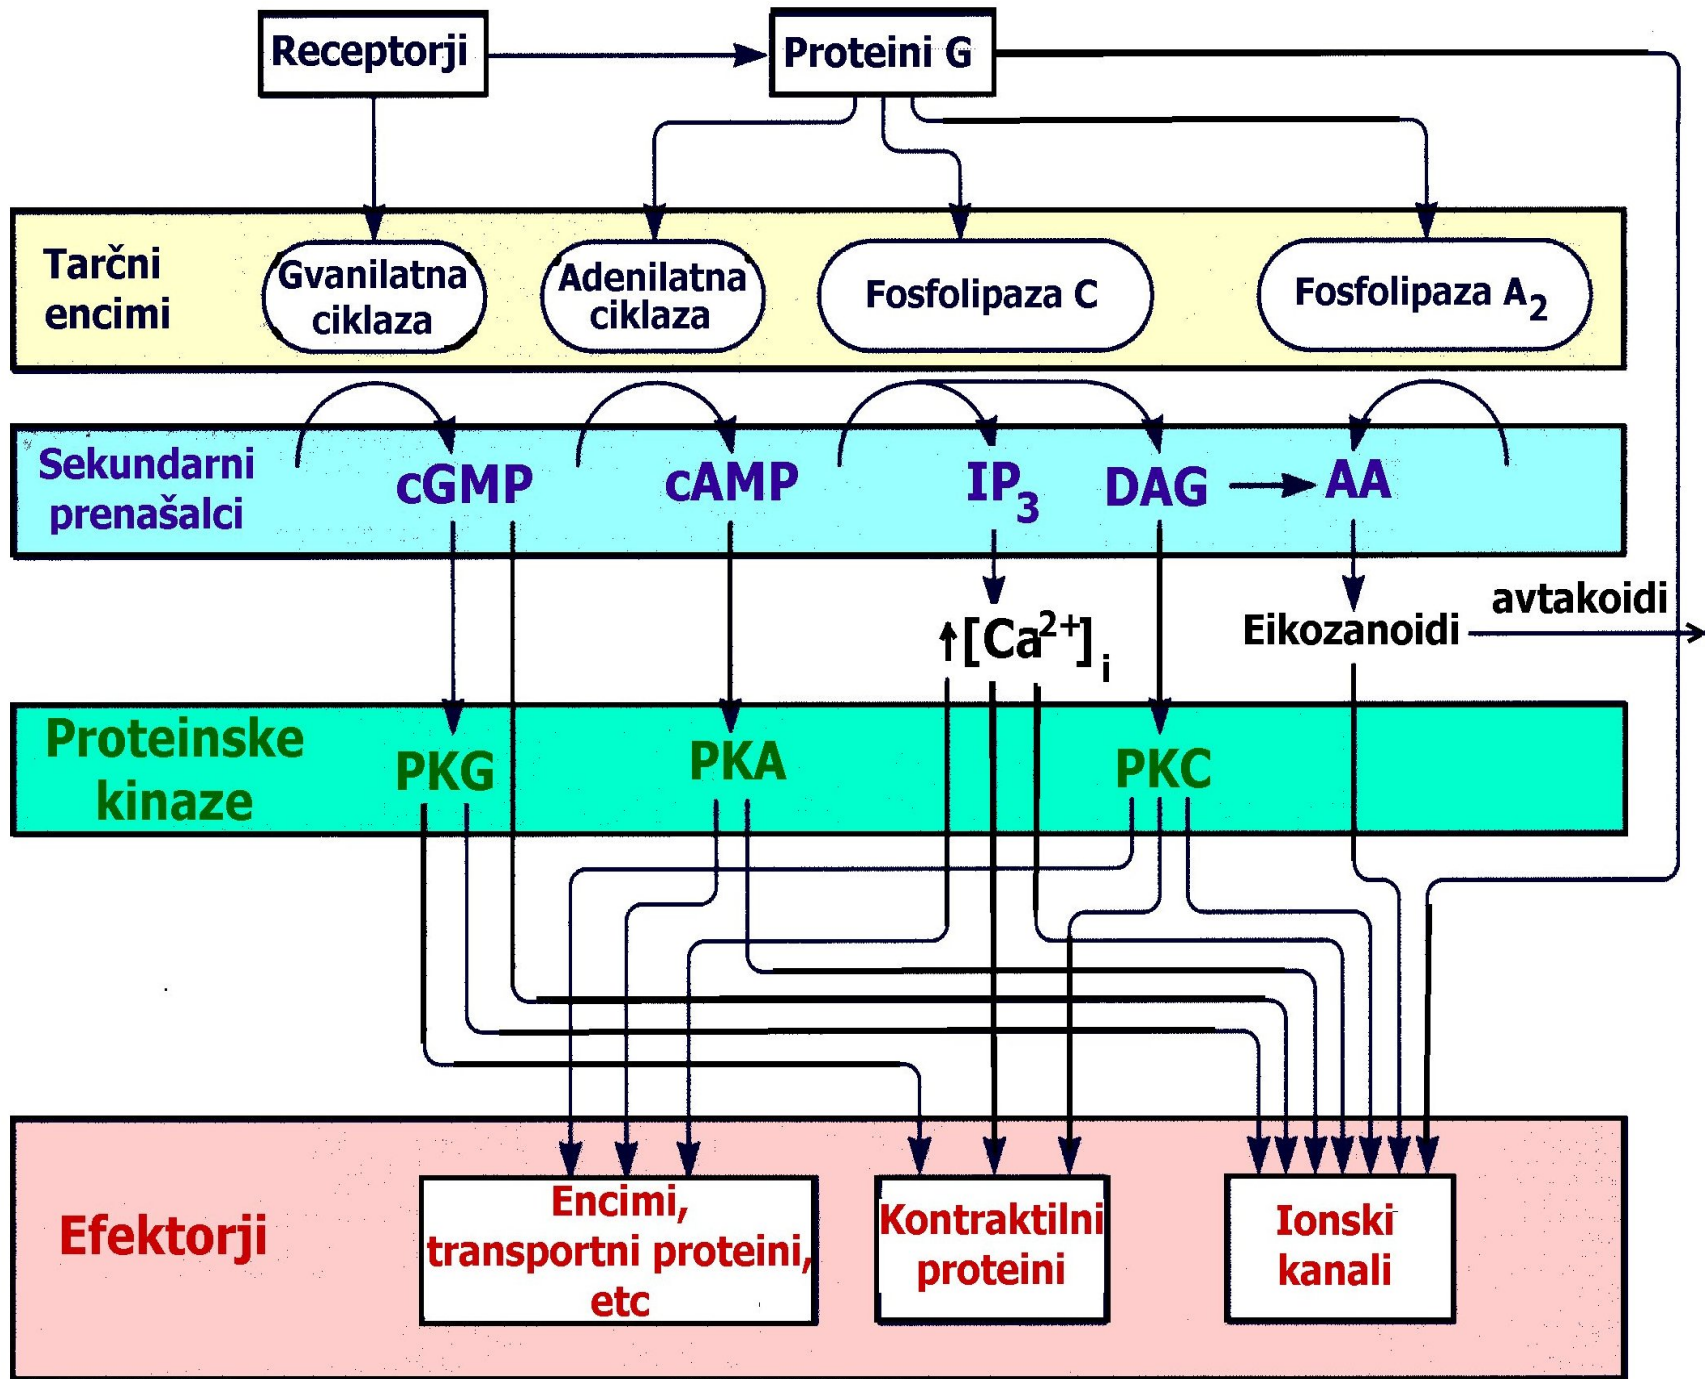 Receptorji
Proteini G
Tarčni
encimi
Gvanilatna
ciklaza
Adenilatna
ciklaza
Fosfolipaza C
Fosfolipaza A₂
Sekundarni
prenašalci
cGMP
cAMP
IP₃
DAG
AA
↑[Ca²⁺]ᵢ
Eikozanoidi
avtakoidi
Proteinske
kinaze
PKG
PKA
PKC
Efektorji
Encimi,
transportni proteini,
etc
Kontraktilni
proteini
Ionski
kanali